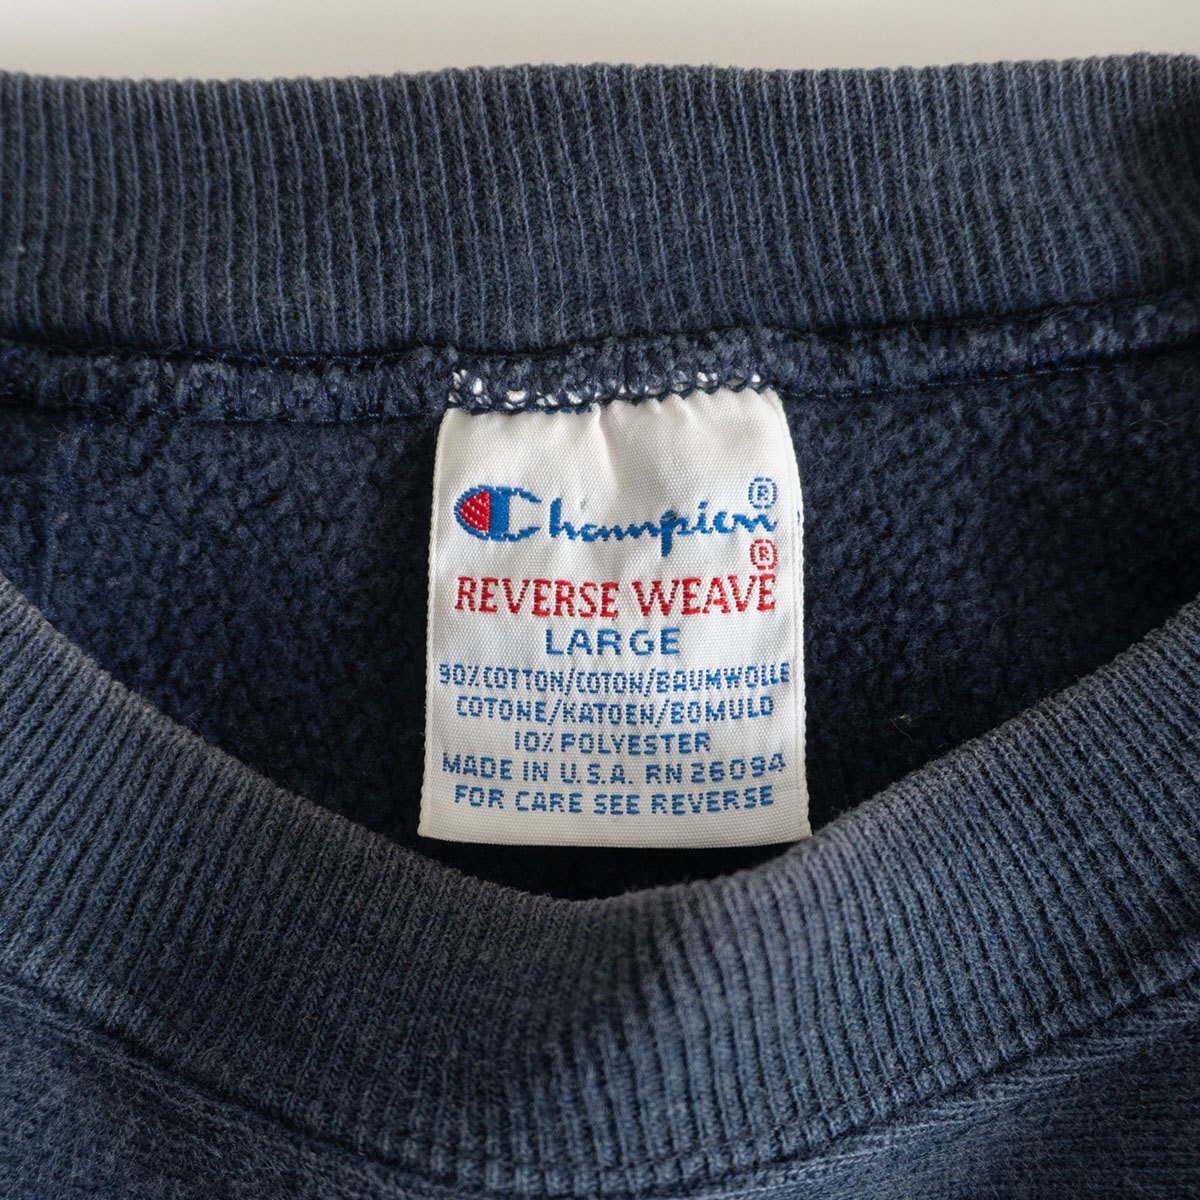 Champion®
REVERSE WEAVE®
LARGE
90% COTTON/COTON/BAUMWOLLE
COTONE/KATOEN/BOMULD
10% POLYESTER
MADE IN U.S.A. RN 26094
FOR CARE SEE REVERSE